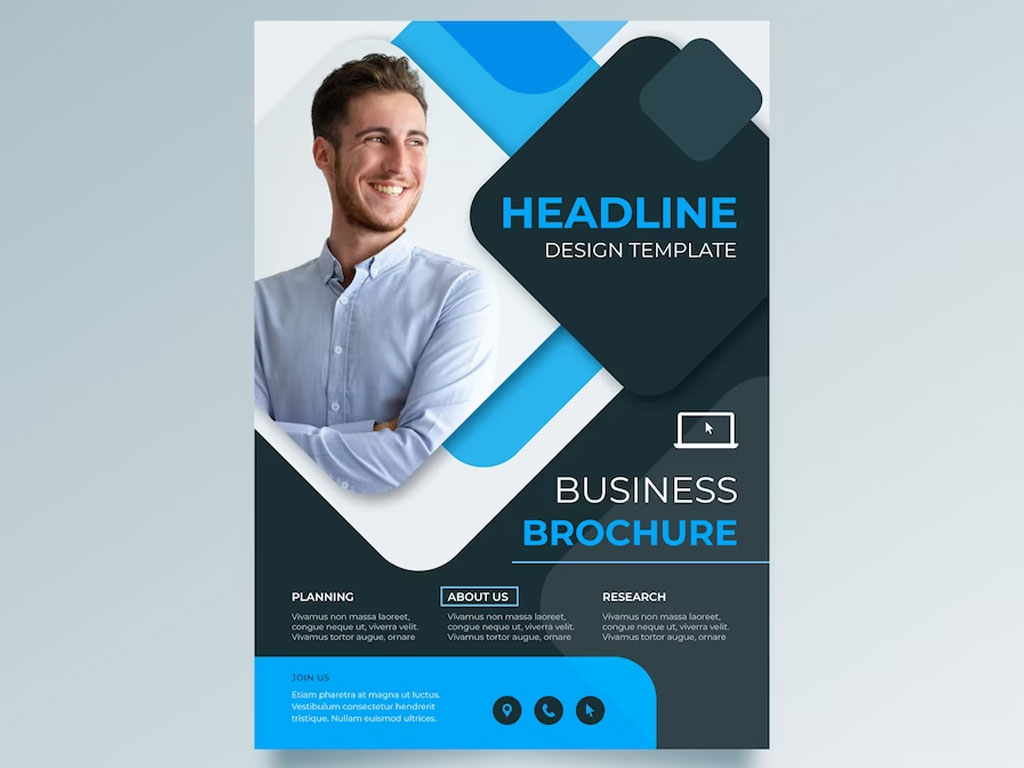 HEADLINE
DESIGN TEMPLATE
BUSINESS
BROCHURE
PLANNING
Vivamus non massa laoreet,
congue neque ut, viverra velit.
Vivamus tortor augue, ornare
ABOUT US
Vivamus non massa laoreet,
congue neque ut, viverra velit.
Vivamus tortor augue, ornare
RESEARCH
Vivamus non massa laoreet,
congue neque ut, viverra velit.
Vivamus tortor augue, ornare
JOIN US
Etiam pharetra at magna ut luctus.
Vestibulum consectetur hendrerit
tristique. Nullam euismod ultrices.